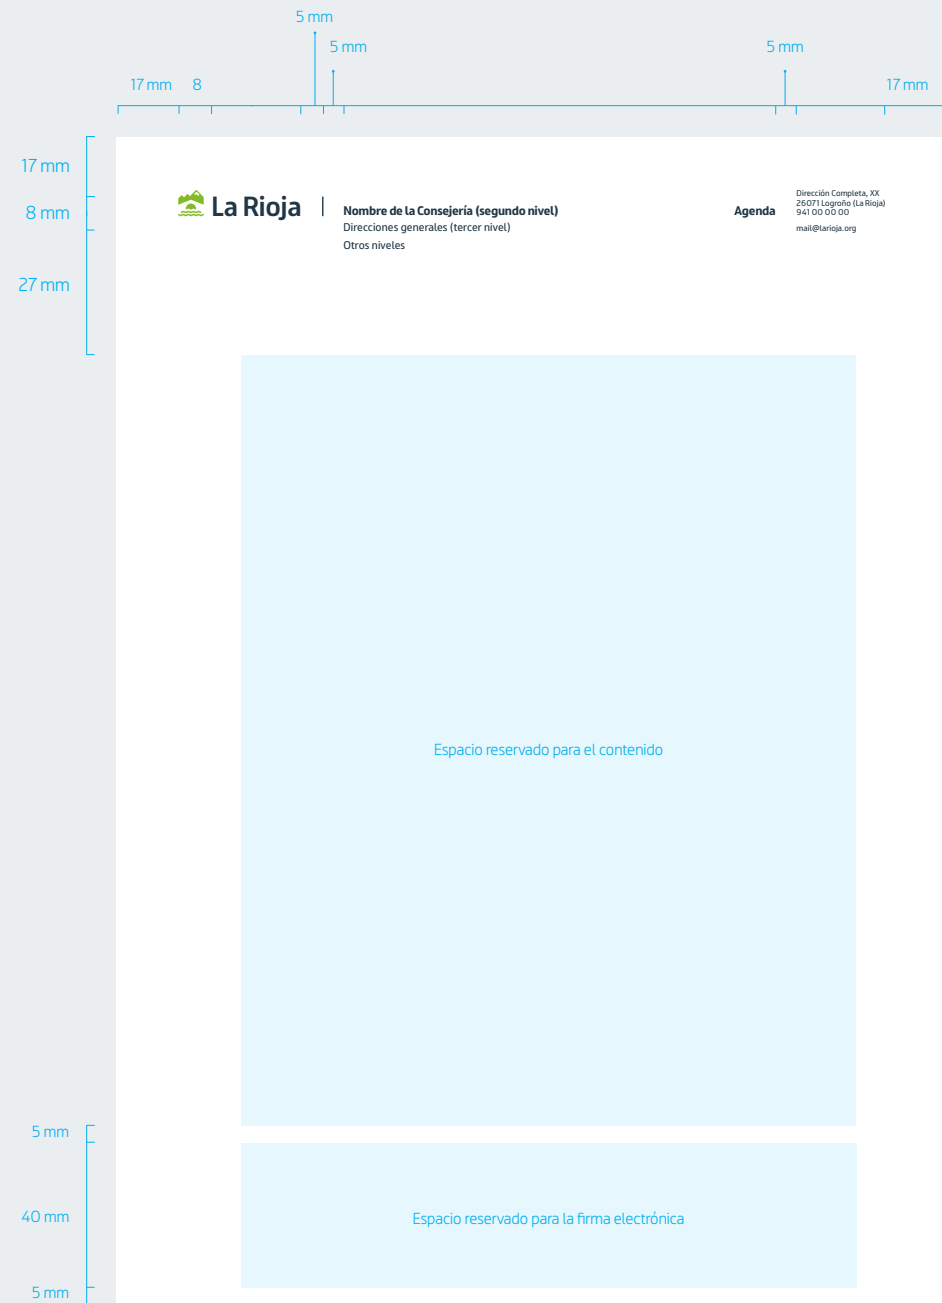 5 mm
5 mm
5 mm
17 mm
8
17 mm
17 mm
8 mm
27 mm
La Rioja
Nombre de la Consejería (segundo nivel)
Direcciones generales (tercer nivel)
Otros niveles
Agenda
Dirección Completa, XX
26071 Logroño (La Rioja)
941 00 00 00
mail@larioja.org
Espacio reservado para el contenido
5 mm
40 mm
Espacio reservado para la firma electrónica
5 mm